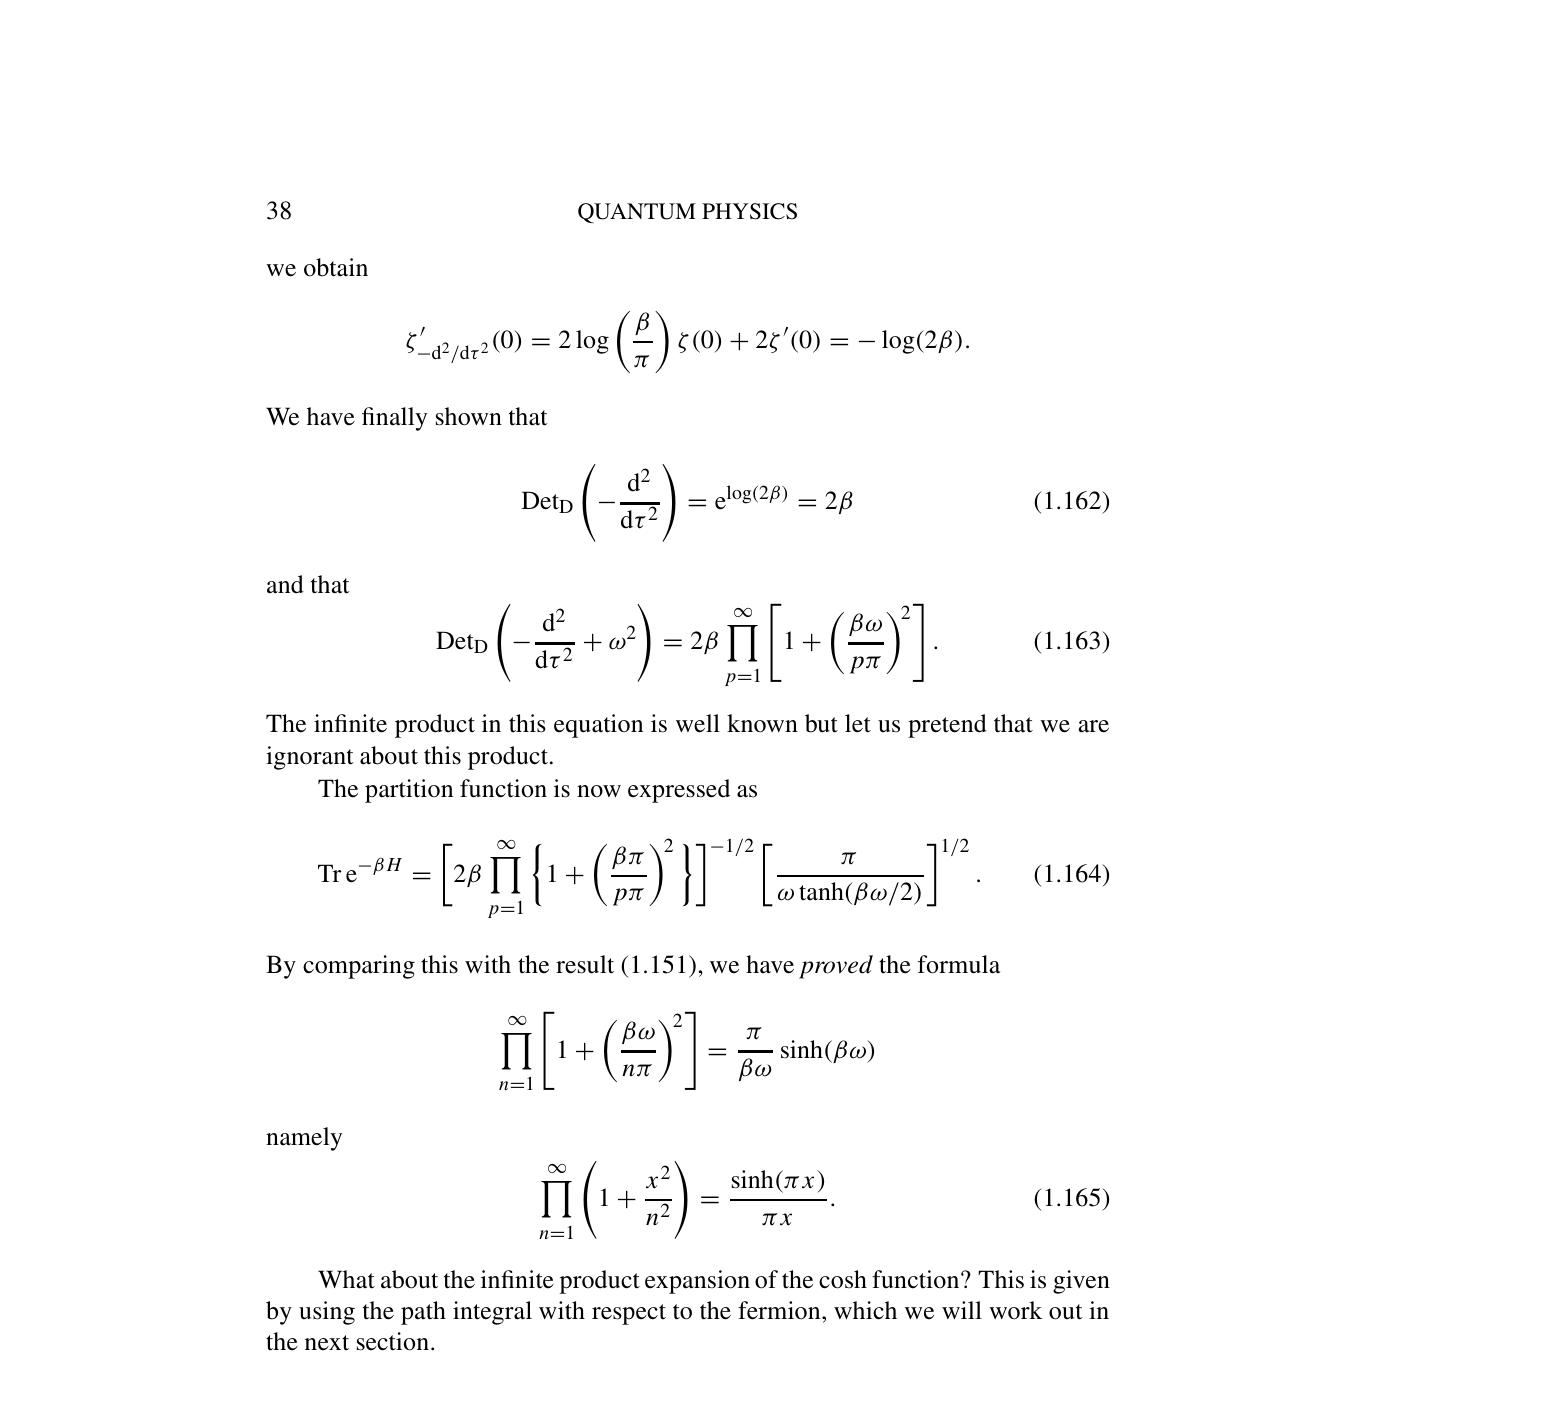 38 QUANTUM PHYSICS
we obtain
ζ′_{−d²/dτ²}(0) = 2 log(β/π) ζ(0) + 2ζ′(0) = − log(2β).
We have finally shown that
Det_D(−d²/dτ²) = e^{log(2β)} = 2β (1.162)
and that
Det_D(−d²/dτ² + ω²) = 2β ∏_{p=1}^{∞} [1 + (βω/pπ)²]. (1.163)
The infinite product in this equation is well known but let us pretend that we are
ignorant about this product.
The partition function is now expressed as
Tr e^{−βH} = [2β ∏_{p=1}^{∞} {1 + (βπ/pπ)²}]^{−1/2} [π/(ω tanh(βω/2))]^{1/2}. (1.164)
By comparing this with the result (1.151), we have proved the formula
∏_{n=1}^{∞} [1 + (βω/nπ)²] = π/βω sinh(βω)
namely
∏_{n=1}^{∞} (1 + x²/n²) = sinh(πx)/πx. (1.165)
What about the infinite product expansion of the cosh function? This is given
by using the path integral with respect to the fermion, which we will work out in
the next section.